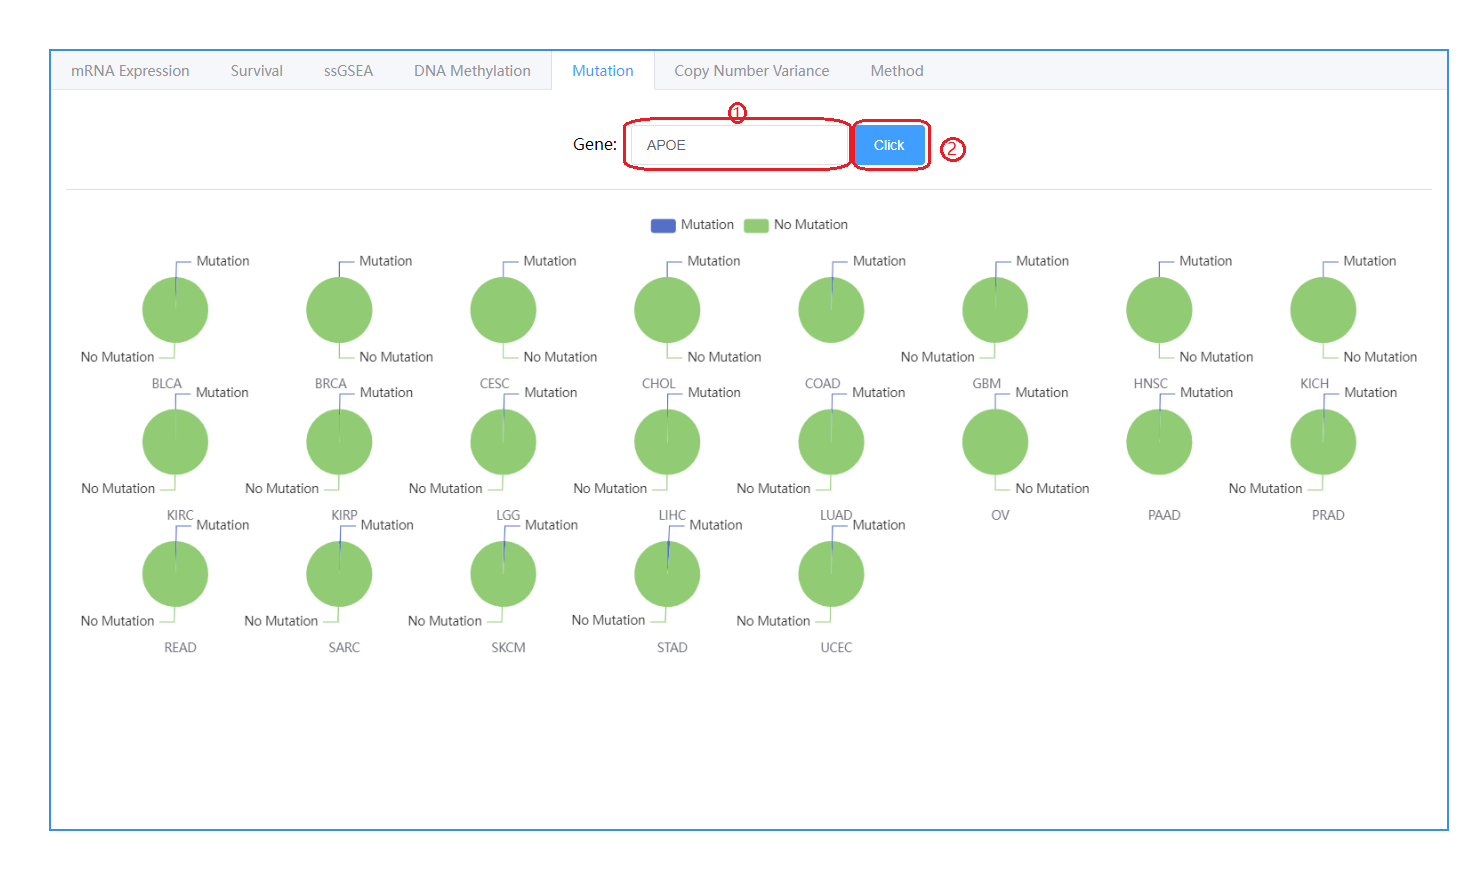 mRNA Expression Survival ssGSEA DNA Methylation Mutation Copy Number Variance Method
1
Gene: APOE Click 2
Mutation No Mutation
Mutation Mutation Mutation Mutation Mutation Mutation Mutation Mutation
No Mutation No Mutation No Mutation No Mutation No Mutation No Mutation No Mutation
BLCA BRCA CESC CHOL COAD GBM HNSC KICH
Mutation Mutation Mutation Mutation Mutation Mutation Mutation Mutation
No Mutation No Mutation No Mutation No Mutation No Mutation No Mutation No Mutation
KIRC KIRP LGG LIHC LUAD OV PAAD PRAD
Mutation Mutation Mutation Mutation Mutation
No Mutation No Mutation No Mutation No Mutation No Mutation
READ SARC SKCM STAD UCEC